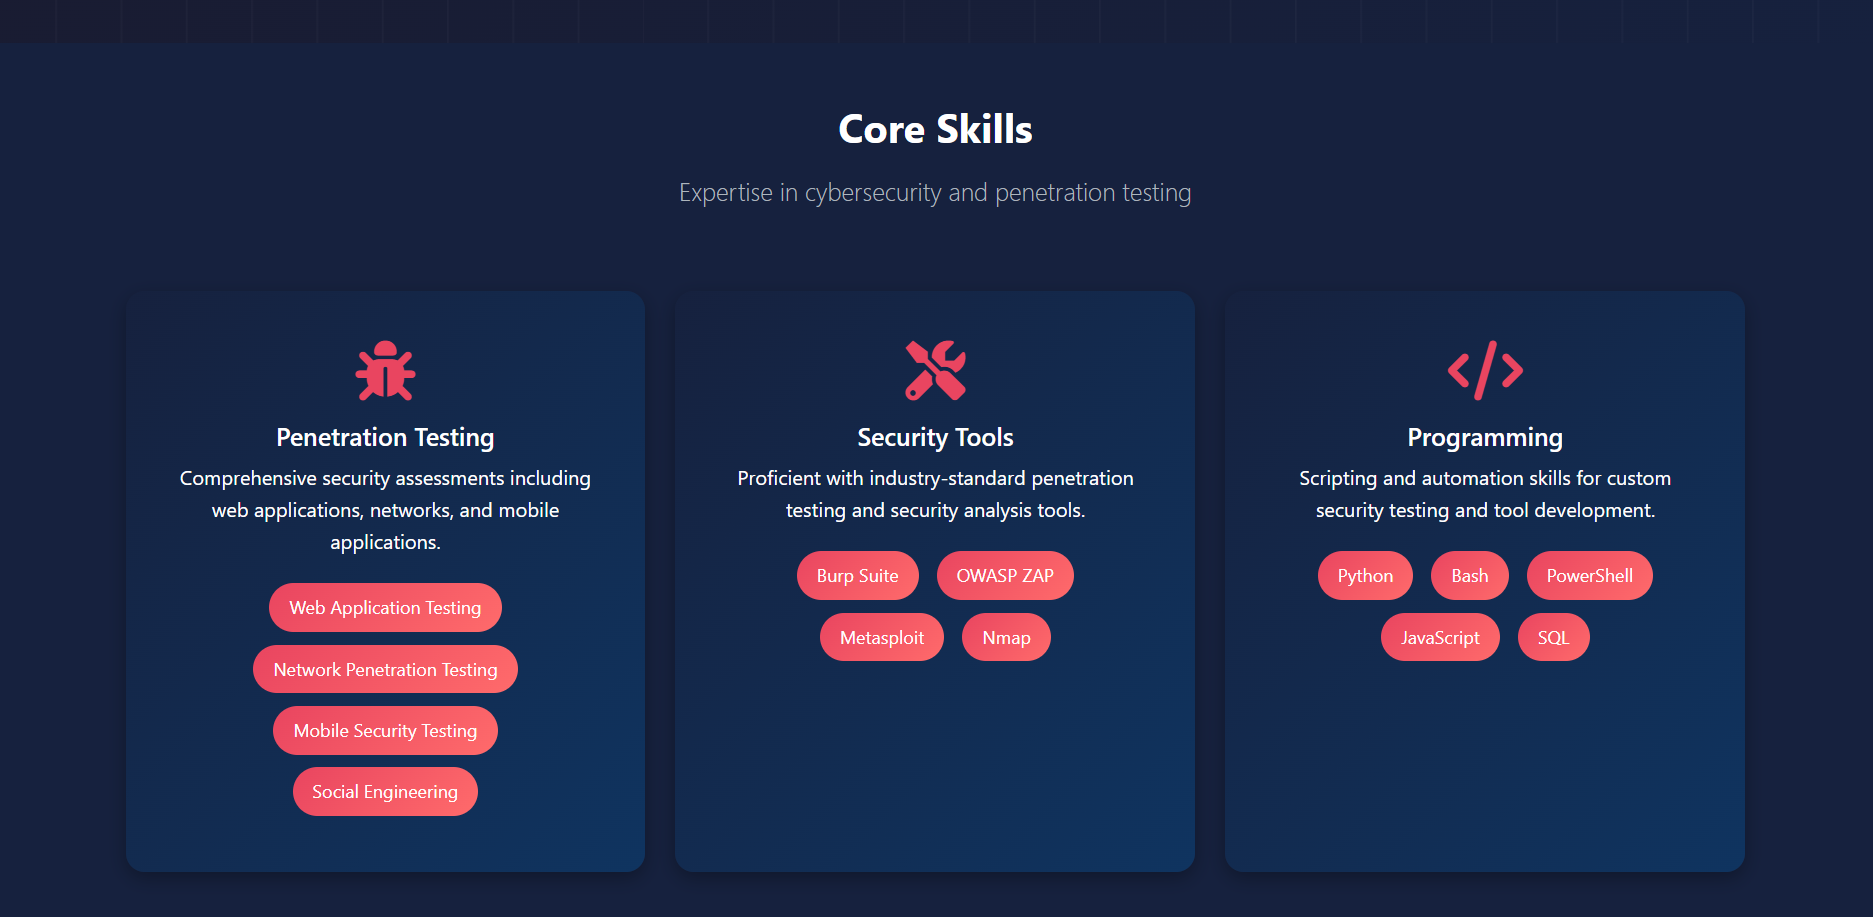 Core Skills
Expertise in cybersecurity and penetration testing
Penetration Testing
Comprehensive security assessments including
web applications, networks, and mobile
applications.
Web Application Testing
Network Penetration Testing
Mobile Security Testing
Social Engineering
Security Tools
Proficient with industry-standard penetration
testing and security analysis tools.
Burp Suite
OWASP ZAP
Metasploit
Nmap
Programming
Scripting and automation skills for custom
security testing and tool development.
Python
Bash
PowerShell
JavaScript
SQL